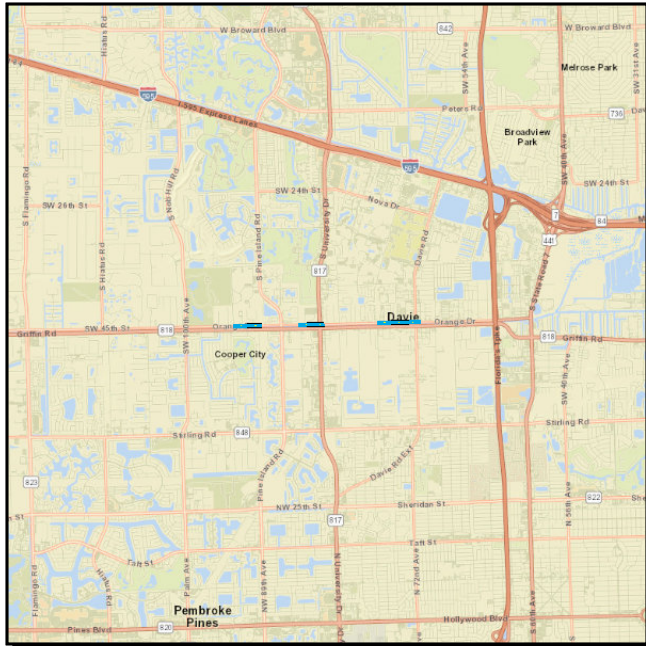 W Broward Blvd
842
SW 54th Ave
W Broward Blvd
Hiatus Rd
Melrose Park
SW 31st Ave
595
I-595 Express Lanes
Peters Rd
736
Broadview
Park
SW 40th Ave
S Flamingo Rd
S Nob Hill Rd
595
SW 24th St
SW 24th St
SW 26th St
Nova Dr
S University Dr
Davie Rd
7
84
441
S Hiatus Rd
S Pine Island Rd
817
S State Road 7
Davie
Orange Dr
Griffin Rd
SW 45th St
818
SW 100th Ave
818
Griffin Rd
Cooper City
Florida's Tpke
SW 46th Ave
Stirling Rd
848
Stirling Rd
823
Pine Island Rd
Davie Rd Ext
822
Sheridan St
NW 25th St
817
N 56th Ave
Taft St
Taft St
Flamingo Rd
Palm Ave
NW 89th Ave
N University Dr
N 72nd Ave
Pembroke
Pines
Hollywood Blvd
Pines Blvd
820